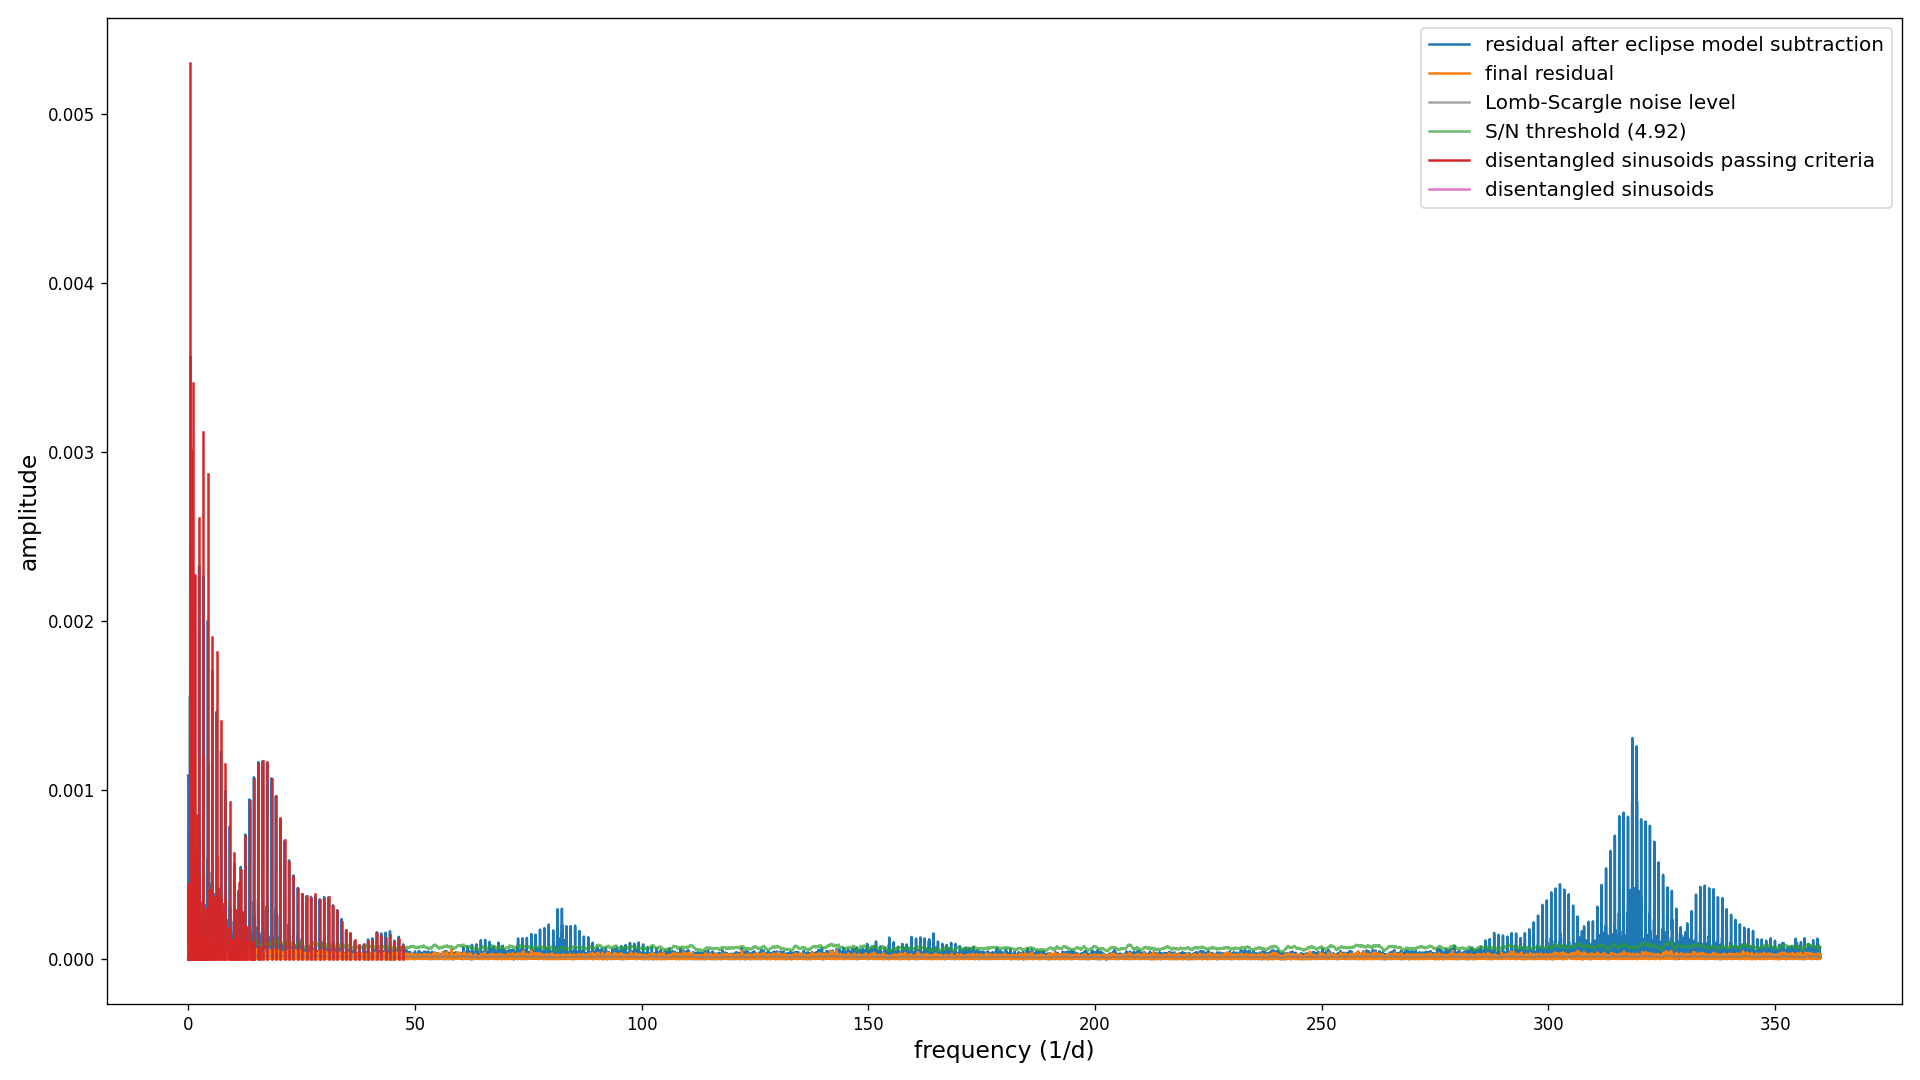 residual after eclipse model subtraction
final residual
Lomb-Scargle noise level
S/N threshold (4.92)
disentangled sinusoids passing criteria
disentangled sinusoids
0.005
0.004
0.003
0.002
0.001
0.000
amplitude
0 50 100 150 200 250 300 350
frequency (1/d)